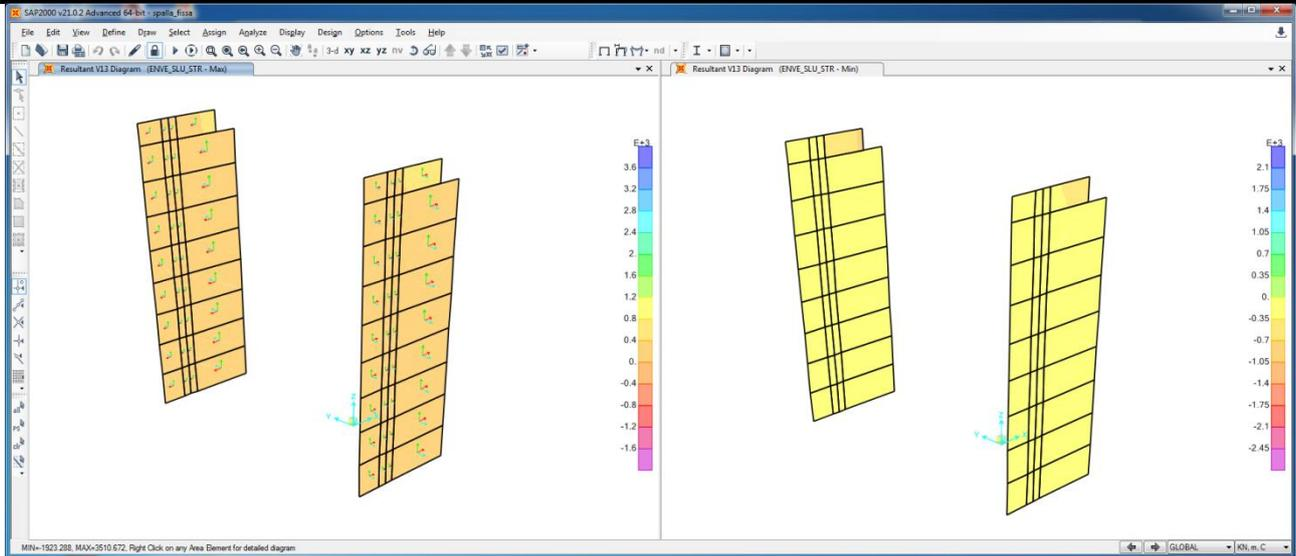 SAP2000 v21.0.2 Advanced 64-bit - spalla_fissa
File Edit View Define Draw Select Assign Analyze Display Design Options Tools Help
3-d xy xz yz nv nd
Resultant V13 Diagram (ENVE_SLU_STR - Max)
E+3
3.6
3.2
2.8
2.4
2.
1.6
1.2
0.8
0.4
0.
-0.4
-0.8
-1.2
-1.6
Z
Y
Resultant V13 Diagram (ENVE_SLU_STR - Min)
E+3
2.1
1.75
1.4
1.05
0.7
0.35
0.
-0.35
-0.7
-1.05
-1.4
-1.75
-2.1
-2.45
Z
Y
X
all
PS
clr
MIN=-1923.288, MAX=3510.672, Right Click on any Area Element for detailed diagram
GLOBAL
KN, m, C